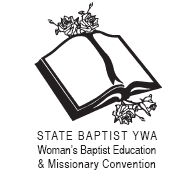 STATE BAPTIST YWA
Woman's Baptist Education
& Missionary Convention